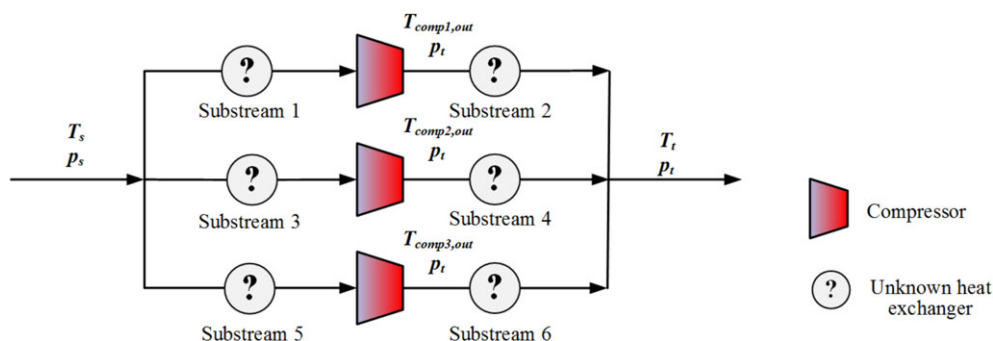 T_comp1,out
p_t
?
?
Substream 1
Substream 2
T_s
p_s
T_comp2,out
p_t
T_t
p_t
?
?
Substream 3
Substream 4
Compressor
T_comp3,out
p_t
?
?
Substream 5
Substream 6
?
Unknown heat
exchanger